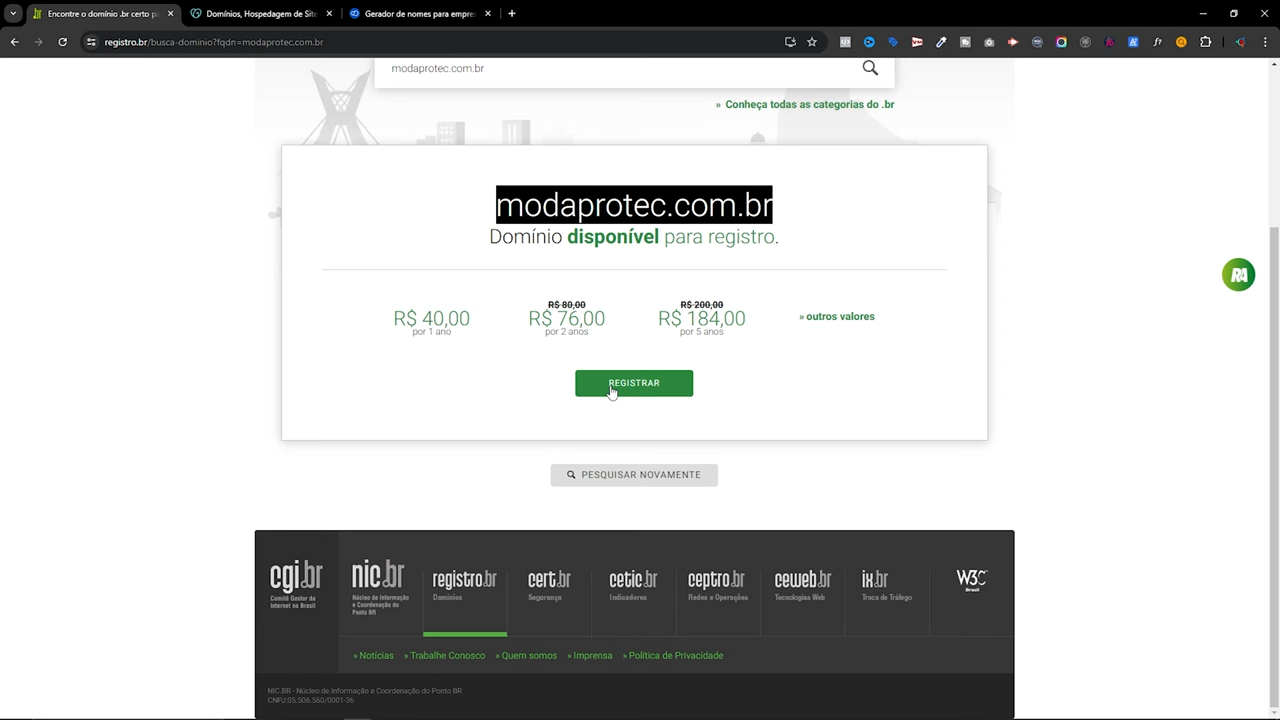 Encontre o domínio .br certo p
Domínios, Hospedagem de Site
Gerador de nomes para empre
registro.br/busca-dominio?fqdn=modaprotec.com.br
modaprotec.com.br
» Conheça todas as categorias do .br
modaprotec.com.br
Domínio disponível para registro.
R$ 40,00
por 1 ano
R$ 80,00
R$ 76,00
por 2 anos
R$ 200,00
R$ 184,00
por 5 anos
» outros valores
RA
REGISTRAR
PESQUISAR NOVAMENTE
cgi.br
Comitê Gestor da
Internet no Brasil
nic.br
Núcleo de Informação
e Coordenação do
Ponto BR
registro.br
Domínios
cert.br
Segurança
cetic.br
Indicadores
ceptro.br
Redes e Operações
ceweb.br
Tecnologias Web
ix.br
Troca de Tráfego
W3C
Brasil
» Notícias » Trabalhe Conosco » Quem somos » Imprensa » Política de Privacidade
NIC.BR - Núcleo de Informação e Coordenação do Ponto BR
CNPJ:05.506.560/0001-36